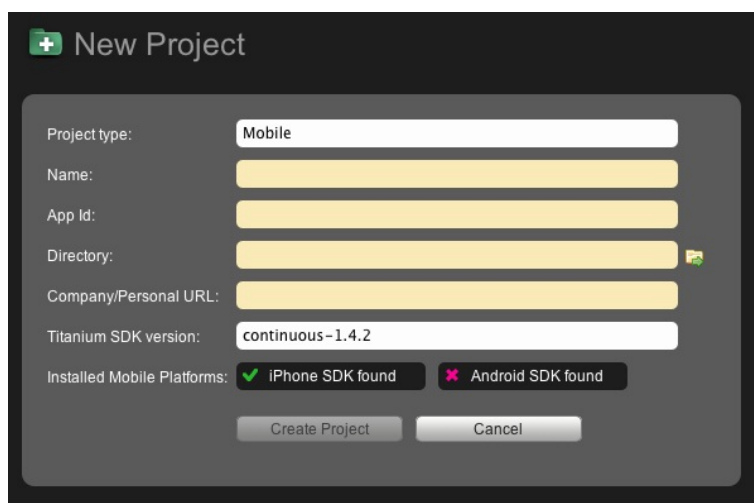 New Project
Project type: Mobile
Name:
App Id:
Directory:
Company/Personal URL:
Titanium SDK version: continuous-1.4.2
Installed Mobile Platforms: iPhone SDK found Android SDK found
Create Project Cancel